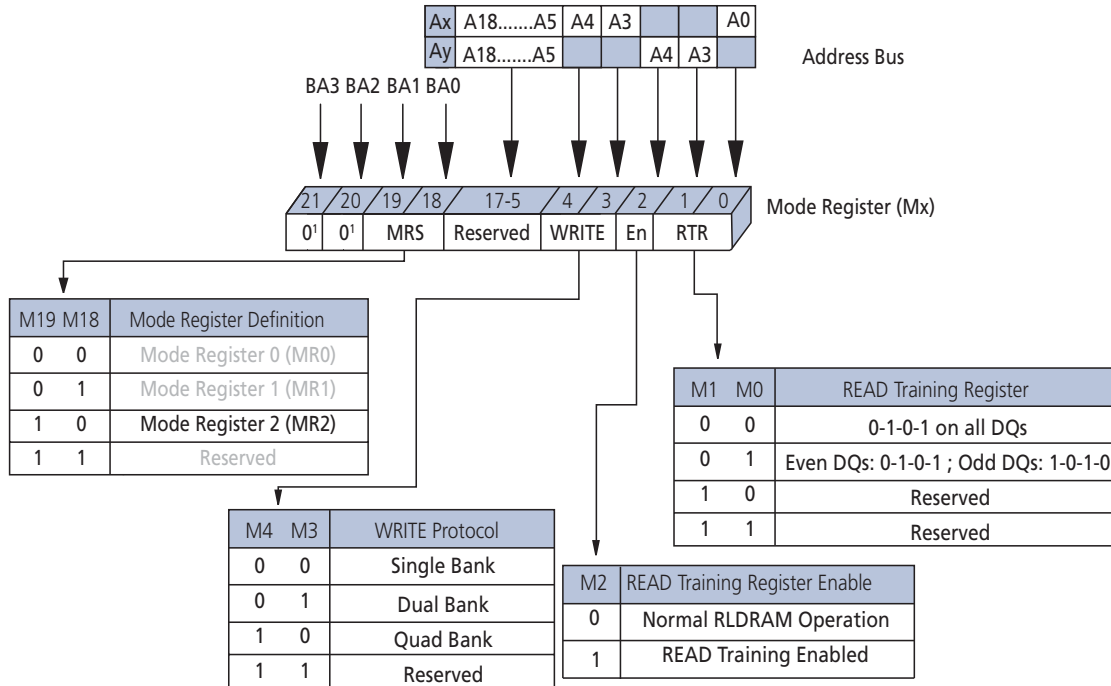 Ax A18.......A5 A4 A3 A0
Ay A18.......A5 A4 A3
Address Bus
BA3 BA2 BA1 BA0
21 20 19 18 17-5 4 3 2 1 0
Mode Register (Mx)
0¹ 0¹ MRS Reserved WRITE En RTR
M19 M18 Mode Register Definition
0 0 Mode Register 0 (MR0)
0 1 Mode Register 1 (MR1)
1 0 Mode Register 2 (MR2)
1 1 Reserved
M1 M0 READ Training Register
0 0 0-1-0-1 on all DQs
0 1 Even DQs: 0-1-0-1 ; Odd DQs: 1-0-1-0
1 0 Reserved
1 1 Reserved
M4 M3 WRITE Protocol
0 0 Single Bank
0 1 Dual Bank
1 0 Quad Bank
1 1 Reserved
M2 READ Training Register Enable
0 Normal RLDRAM Operation
1 READ Training Enabled